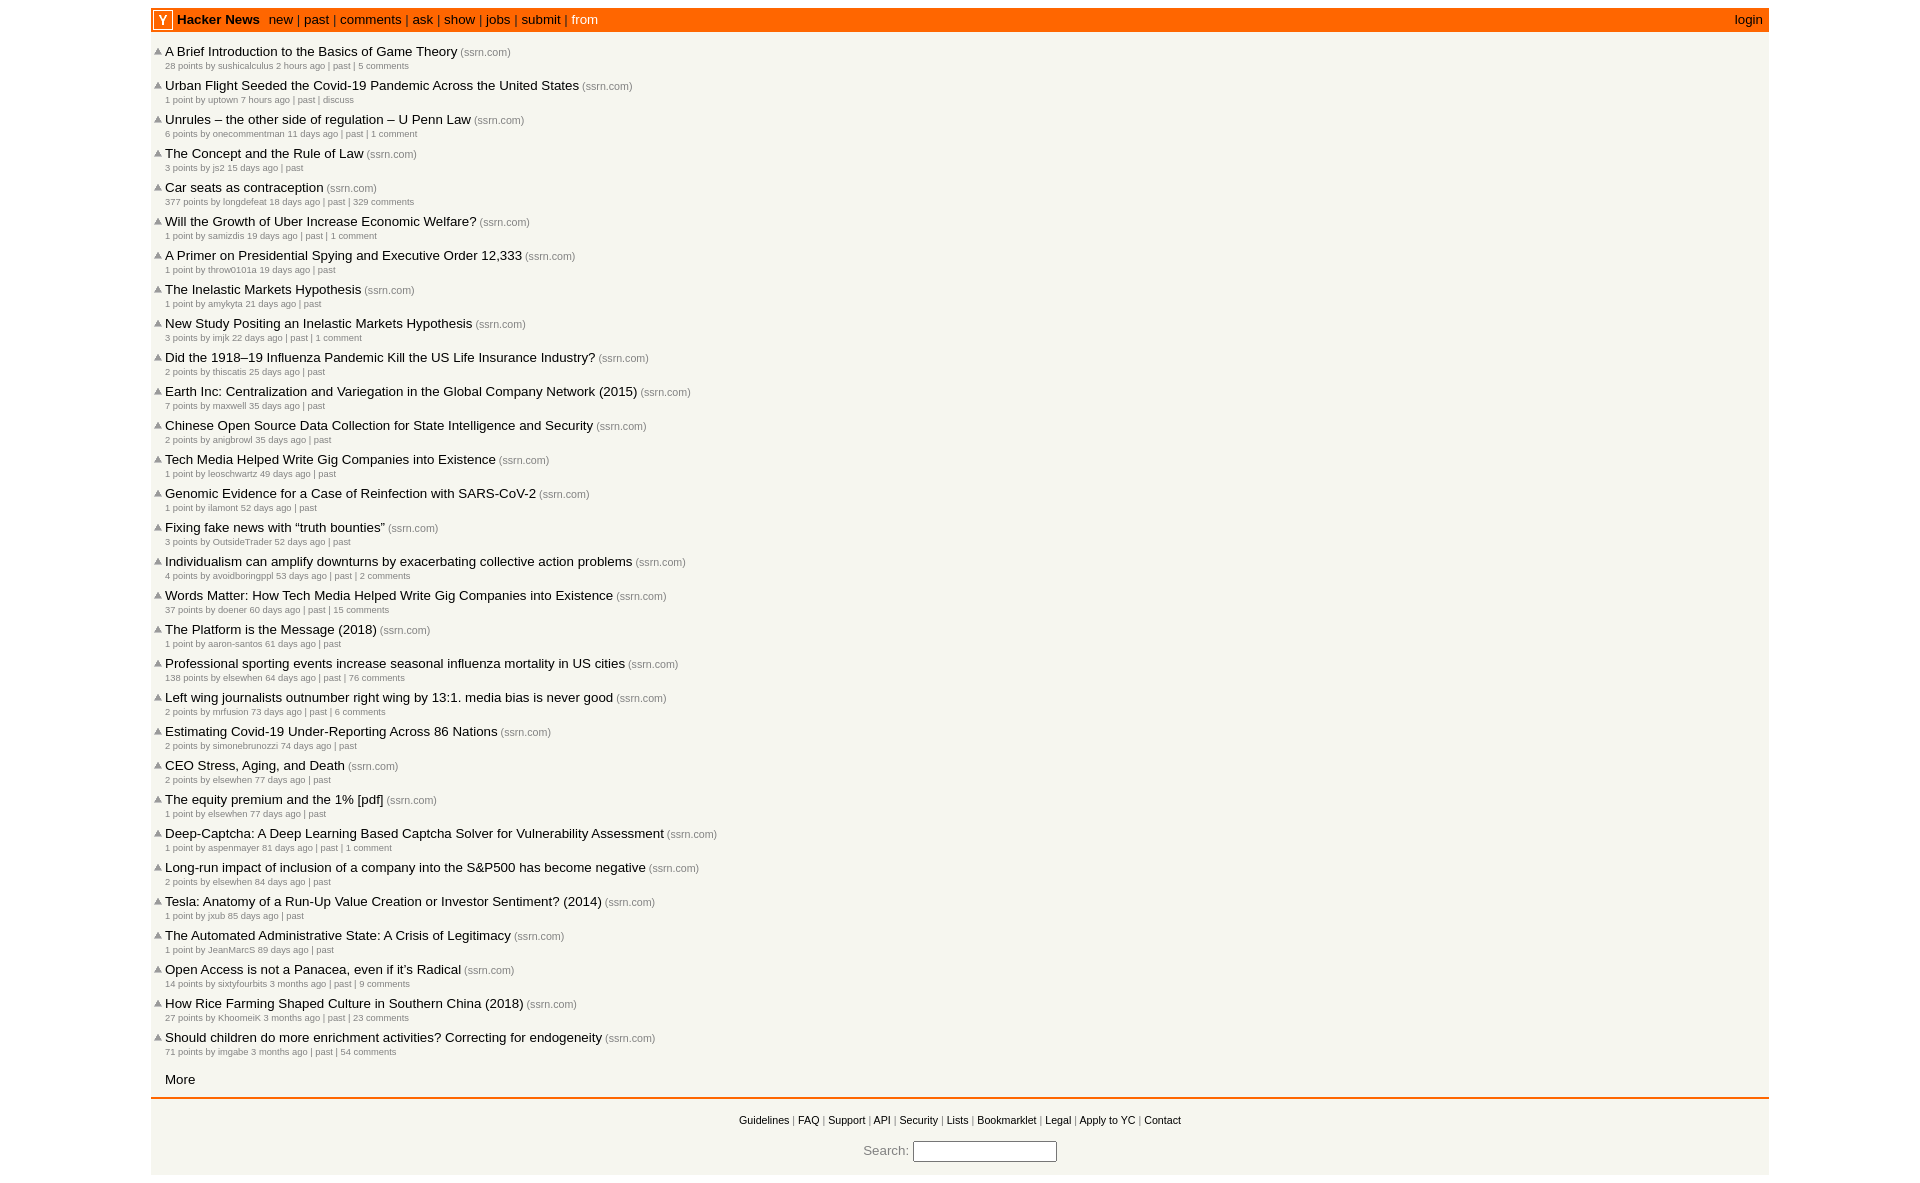 Y Hacker News new | past | comments | ask | show | jobs | submit | from login
A Brief Introduction to the Basics of Game Theory (ssrn.com)
28 points by sushicalculus 2 hours ago | past | 5 comments
Urban Flight Seeded the Covid-19 Pandemic Across the United States (ssrn.com)
1 point by uptown 7 hours ago | past | discuss
Unrules – the other side of regulation – U Penn Law (ssrn.com)
6 points by onecommentman 11 days ago | past | 1 comment
The Concept and the Rule of Law (ssrn.com)
3 points by js2 15 days ago | past
Car seats as contraception (ssrn.com)
377 points by longdefeat 18 days ago | past | 329 comments
Will the Growth of Uber Increase Economic Welfare? (ssrn.com)
1 point by samizdis 19 days ago | past | 1 comment
A Primer on Presidential Spying and Executive Order 12,333 (ssrn.com)
1 point by throw0101a 19 days ago | past
The Inelastic Markets Hypothesis (ssrn.com)
1 point by amykyta 21 days ago | past
New Study Positing an Inelastic Markets Hypothesis (ssrn.com)
3 points by imjk 22 days ago | past | 1 comment
Did the 1918–19 Influenza Pandemic Kill the US Life Insurance Industry? (ssrn.com)
2 points by thiscatis 25 days ago | past
Earth Inc: Centralization and Variegation in the Global Company Network (2015) (ssrn.com)
7 points by maxwell 35 days ago | past
Chinese Open Source Data Collection for State Intelligence and Security (ssrn.com)
2 points by anigbrowl 35 days ago | past
Tech Media Helped Write Gig Companies into Existence (ssrn.com)
1 point by leoschwartz 49 days ago | past
Genomic Evidence for a Case of Reinfection with SARS-CoV-2 (ssrn.com)
1 point by ilamont 52 days ago | past
Fixing fake news with “truth bounties” (ssrn.com)
3 points by OutsideTrader 52 days ago | past
Individualism can amplify downturns by exacerbating collective action problems (ssrn.com)
4 points by avoidboringppl 53 days ago | past | 2 comments
Words Matter: How Tech Media Helped Write Gig Companies into Existence (ssrn.com)
37 points by doener 60 days ago | past | 15 comments
The Platform is the Message (2018) (ssrn.com)
1 point by aaron-santos 61 days ago | past
Professional sporting events increase seasonal influenza mortality in US cities (ssrn.com)
138 points by elsewhen 64 days ago | past | 76 comments
Left wing journalists outnumber right wing by 13:1. media bias is never good (ssrn.com)
2 points by mrfusion 73 days ago | past | 6 comments
Estimating Covid-19 Under-Reporting Across 86 Nations (ssrn.com)
2 points by simonebrunozzi 74 days ago | past
CEO Stress, Aging, and Death (ssrn.com)
2 points by elsewhen 77 days ago | past
The equity premium and the 1% [pdf] (ssrn.com)
1 point by elsewhen 77 days ago | past
Deep-Captcha: A Deep Learning Based Captcha Solver for Vulnerability Assessment (ssrn.com)
1 point by aspenmayer 81 days ago | past | 1 comment
Long-run impact of inclusion of a company into the S&P500 has become negative (ssrn.com)
2 points by elsewhen 84 days ago | past
Tesla: Anatomy of a Run-Up Value Creation or Investor Sentiment? (2014) (ssrn.com)
1 point by jxub 85 days ago | past
The Automated Administrative State: A Crisis of Legitimacy (ssrn.com)
1 point by JeanMarcS 89 days ago | past
Open Access is not a Panacea, even if it’s Radical (ssrn.com)
14 points by sixtyfourbits 3 months ago | past | 9 comments
How Rice Farming Shaped Culture in Southern China (2018) (ssrn.com)
27 points by KhoomeiK 3 months ago | past | 23 comments
Should children do more enrichment activities? Correcting for endogeneity (ssrn.com)
71 points by imgabe 3 months ago | past | 54 comments
More
Guidelines | FAQ | Support | API | Security | Lists | Bookmarklet | Legal | Apply to YC | Contact
Search: